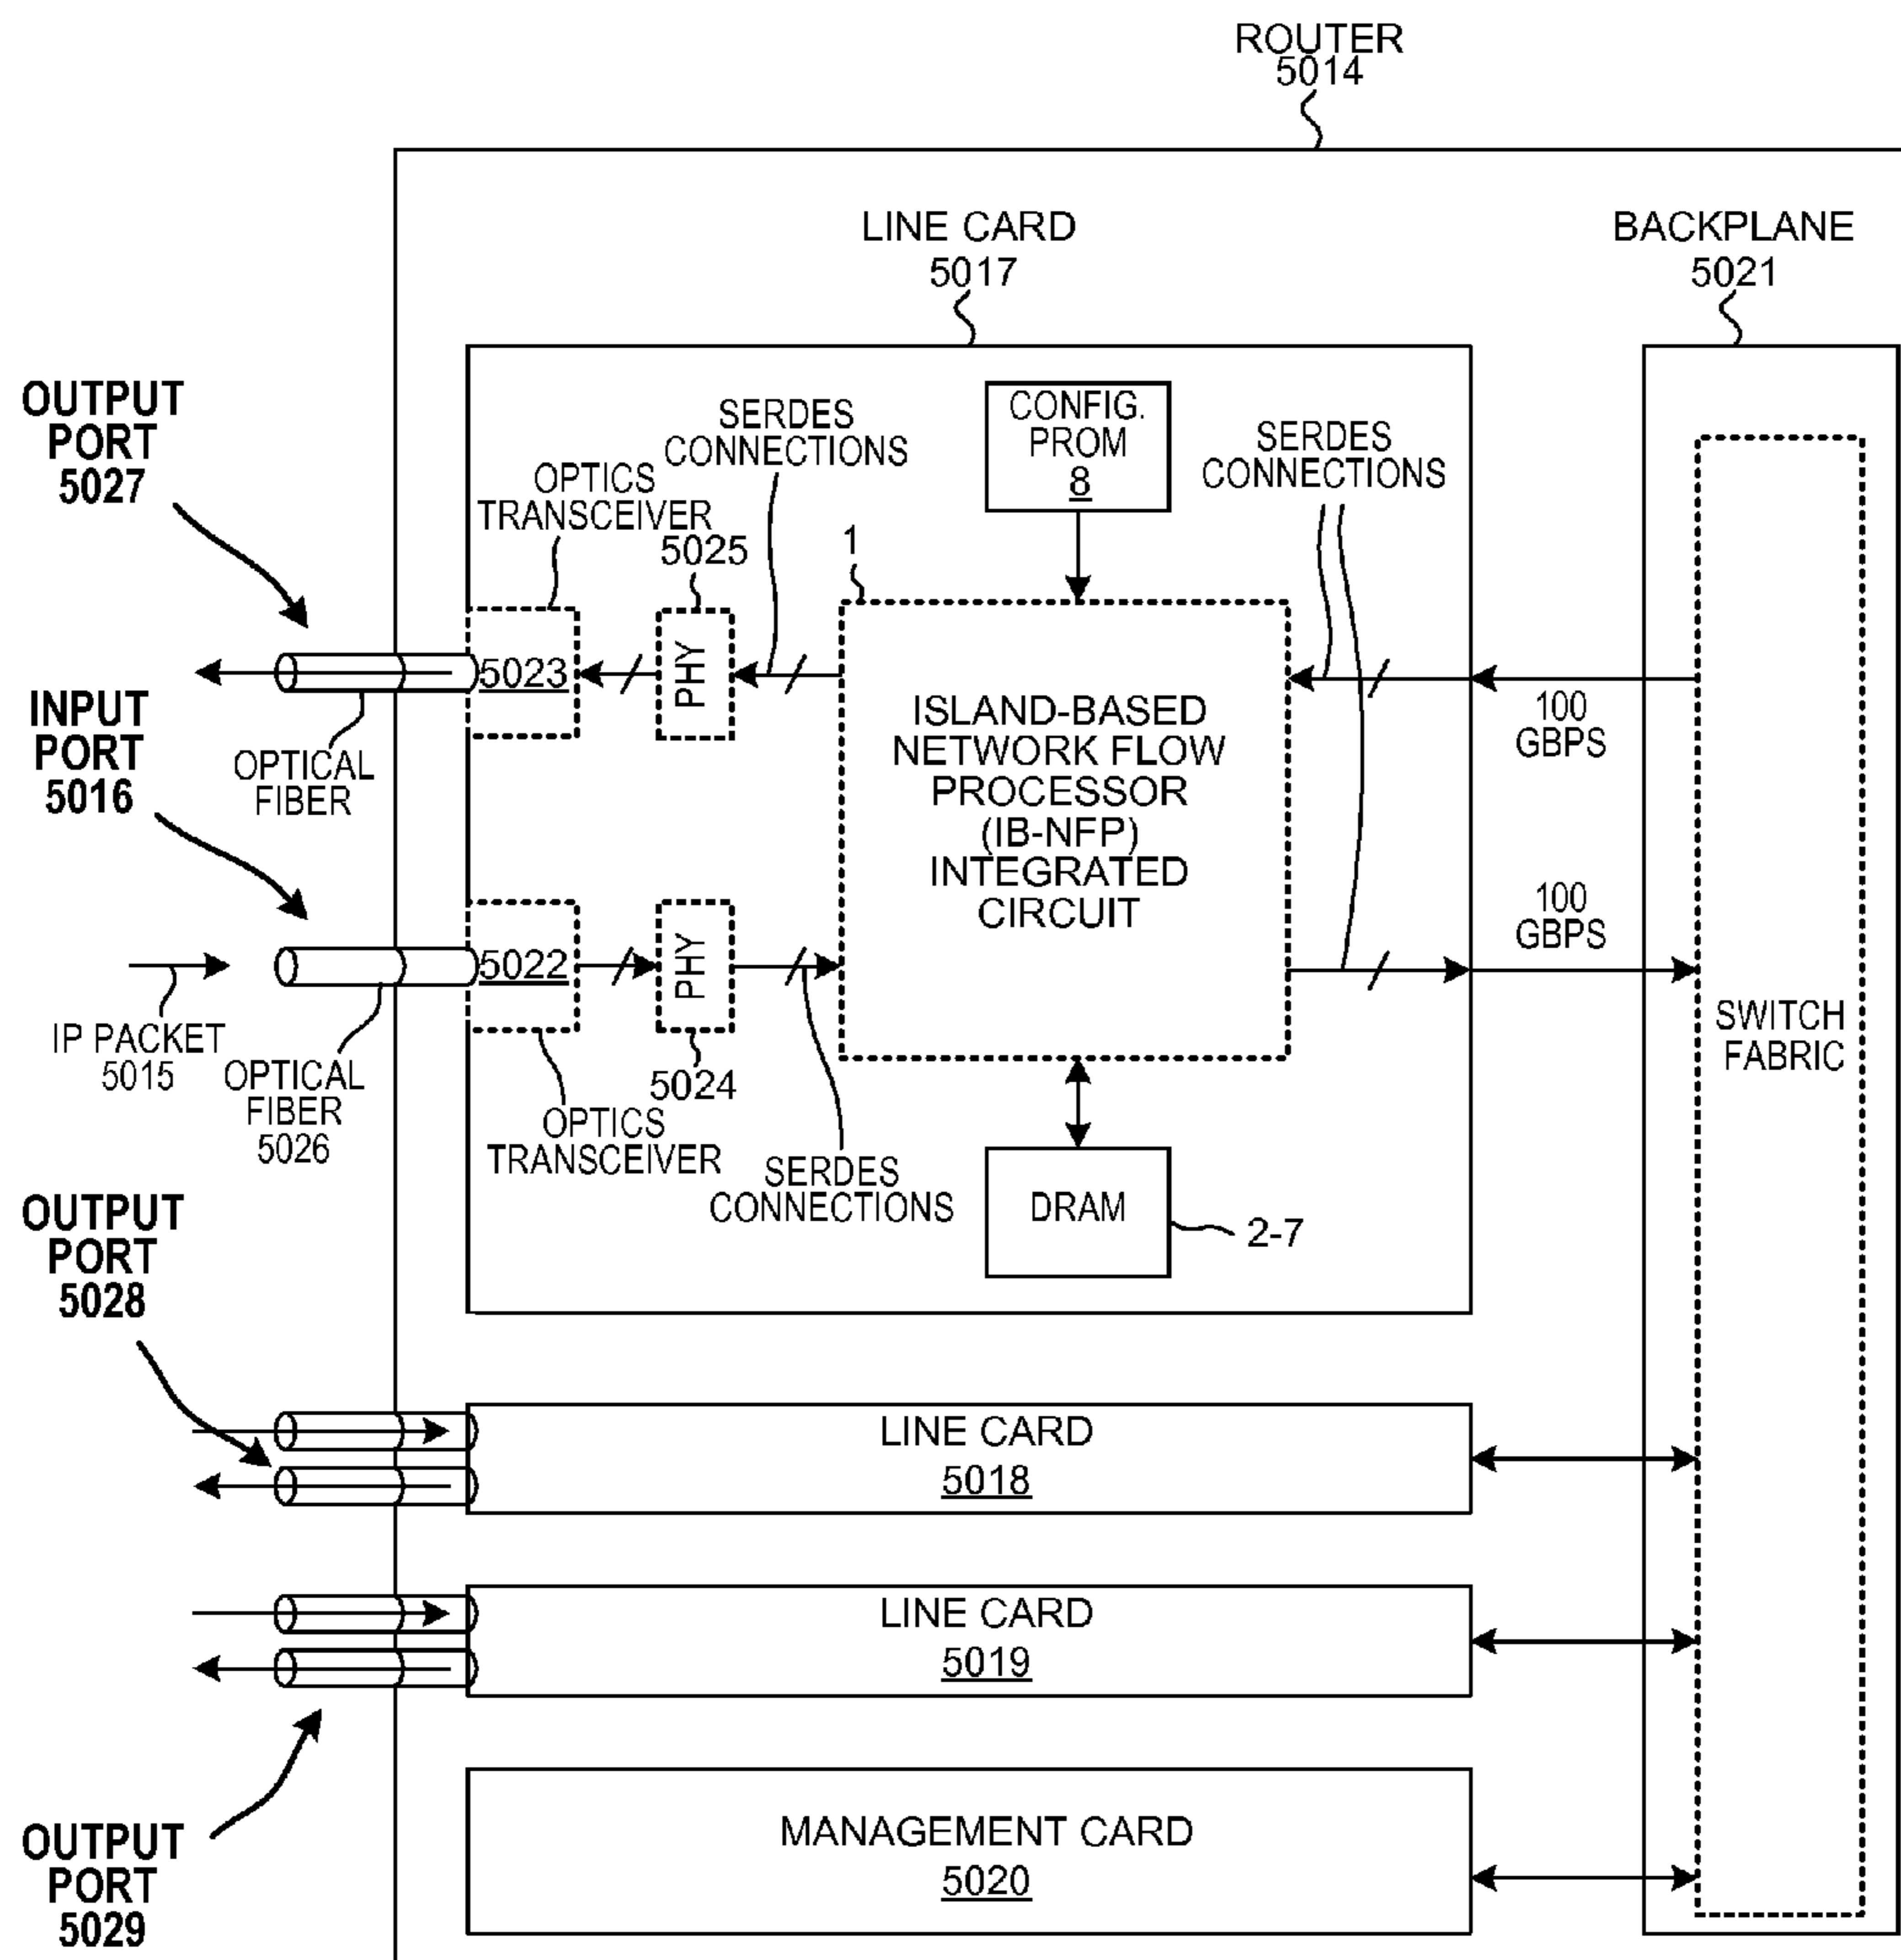 ROUTER
5014
LINE CARD
5017
BACKPLANE
5021
OUTPUT
PORT
5027
OPTICS
TRANSCEIVER
5025
SERDES
CONNECTIONS
CONFIG.
PROM
8
SERDES
CONNECTIONS
1
5023
PHY
OPTICAL
FIBER
INPUT
PORT
5016
ISLAND-BASED
NETWORK FLOW
PROCESSOR
(IB-NFP)
INTEGRATED
CIRCUIT
100
GBPS
100
GBPS
5022
PHY
IP PACKET
5015
OPTICAL
FIBER
5026
5024
OPTICS
TRANSCEIVER
SERDES
CONNECTIONS
DRAM
2-7
SWITCH
FABRIC
OUTPUT
PORT
5028
LINE CARD
5018
LINE CARD
5019
OUTPUT
PORT
5029
MANAGEMENT CARD
5020